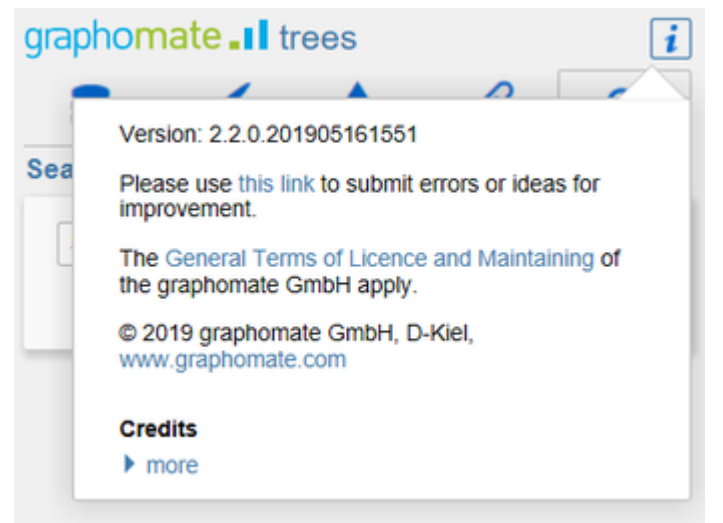 graphomate trees
i
Version: 2.2.0.201905161551
Sea
Please use this link to submit errors or ideas for
improvement.
The General Terms of Licence and Maintaining of
the graphomate GmbH apply.
© 2019 graphomate GmbH, D-Kiel,
www.graphomate.com
Credits
more